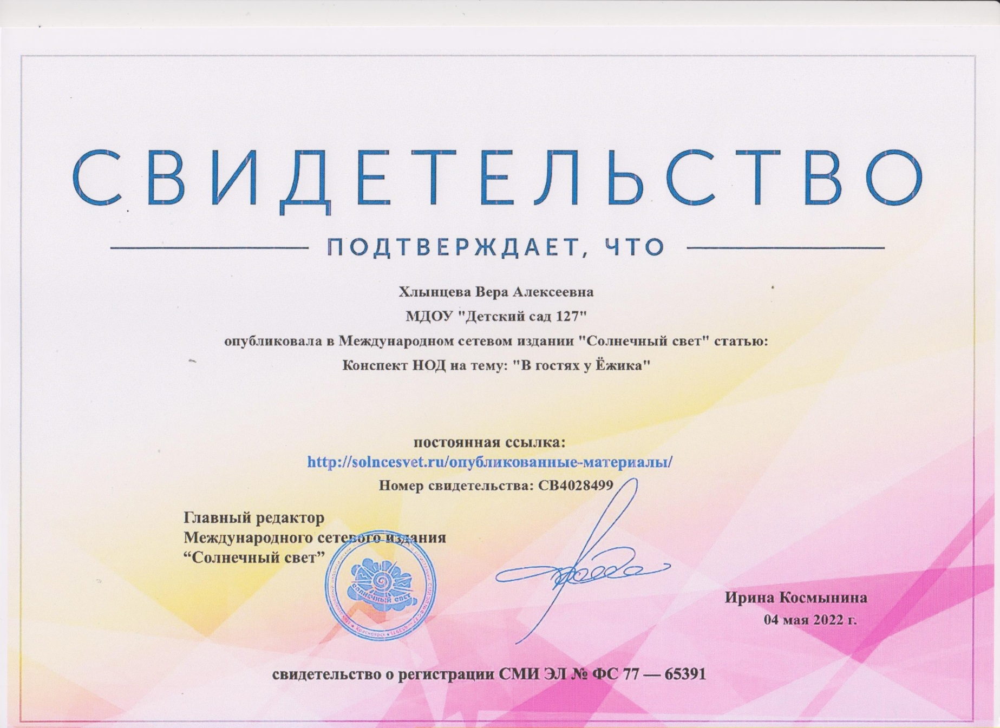 СВИДЕТЕЛЬСТВО
ПОДТВЕРЖДАЕТ, ЧТО
Хлынцева Вера Алексеевна
МДОУ "Детский сад 127"
опубликовала в Международном сетевом издании "Солнечный свет" статью:
Конспект НОД на тему: "В гостях у Ёжика"
постоянная ссылка:
http://solncesvet.ru/опубликованные-материалы/
Номер свидетельства: СВ4028499
Главный редактор
Международного сетевого издания
“Солнечный свет”
солнечный свет
Красноярск
Ирина Космынина
04 мая 2022 г.
свидетельство о регистрации СМИ ЭЛ № ФС 77 — 65391